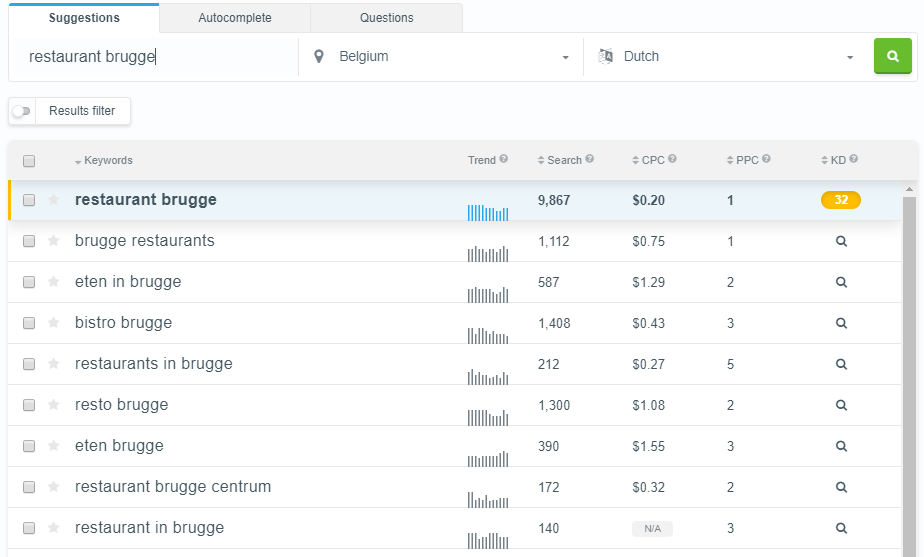 Suggestions Autocomplete Questions
restaurant brugge Belgium Dutch
Results filter
Keywords Trend Search CPC PPC KD
restaurant brugge 9,867 $0.20 1 32
brugge restaurants 1,112 $0.75 1
eten in brugge 587 $1.29 2
bistro brugge 1,408 $0.43 3
restaurants in brugge 212 $0.27 5
resto brugge 1,300 $1.08 2
eten brugge 390 $1.55 3
restaurant brugge centrum 172 $0.32 2
restaurant in brugge 140 N/A 3